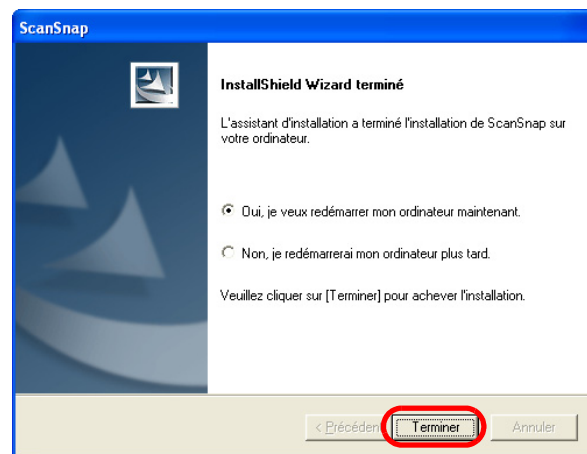 ScanSnap
InstallShield Wizard terminé
L'assistant d'installation a terminé l'installation de ScanSnap sur
votre ordinateur.
Oui, je veux redémarrer mon ordinateur maintenant.
Non, je redémarrerai mon ordinateur plus tard.
Veuillez cliquer sur [Terminer] pour achever l'installation.
< Précéden Terminer Annuler